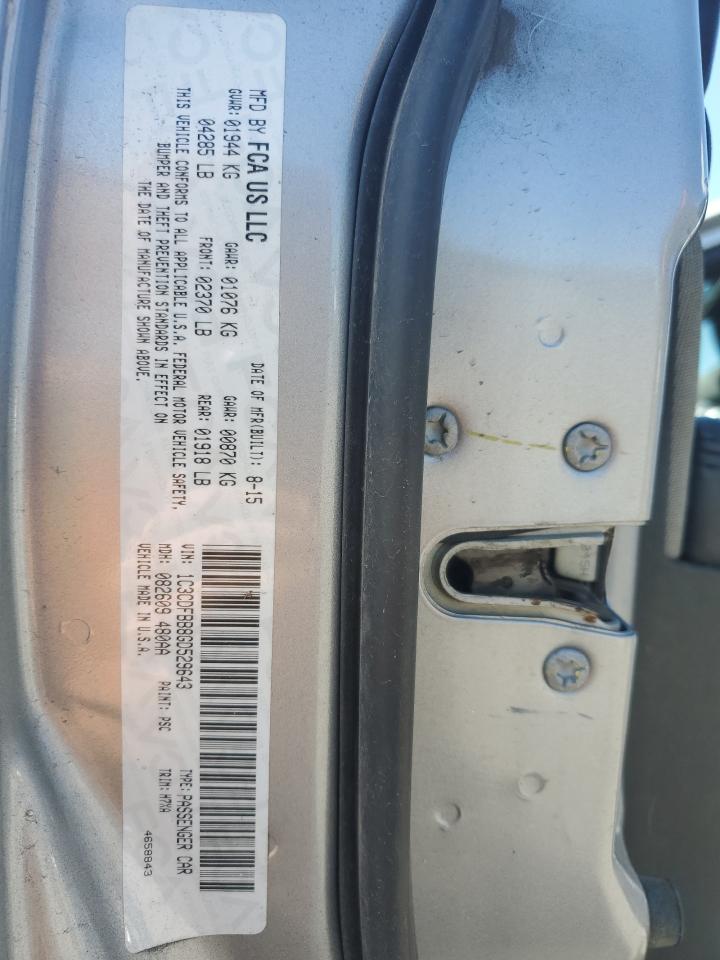 MFD BY FCA US LLC DATE OF MFR(BUILT): 8-15
GVWR: 01944 KG GAWR: 01076 KG GAWR: 00870 KG
04285 LB FRONT: 02370 LB REAR: 01918 LB
THIS VEHICLE CONFORMS TO ALL APPLICABLE U.S.A. FEDERAL MOTOR VEHICLE SAFETY,
BUMPER AND THEFT PREVENTION STANDARDS IN EFFECT ON
THE DATE OF MANUFACTURE SHOWN ABOVE.
VIN: 1C3CDFBB8GD529643 TYPE: PASSENGER CAR
MDH: 082609 480AA PAINT: PSC TRIM: H7XA
VEHICLE MADE IN U.S.A. 4658843